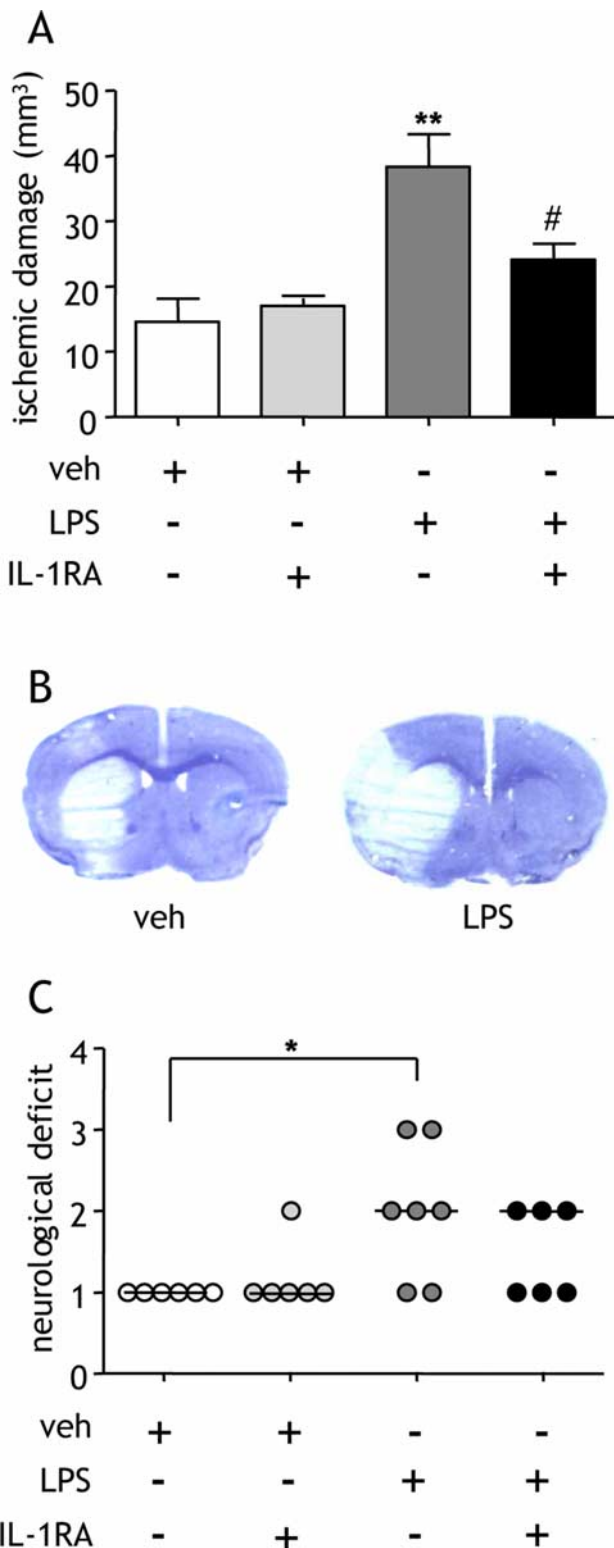 A
ischemic damage (mm³)
50
40
30
20
10
0
**
#
veh + + - -
LPS - - + +
IL-1RA - + - +
B
veh LPS
C
neurological deficit
4
3
2
1
0
*
veh + + - -
LPS - - + +
IL-1RA - + - +